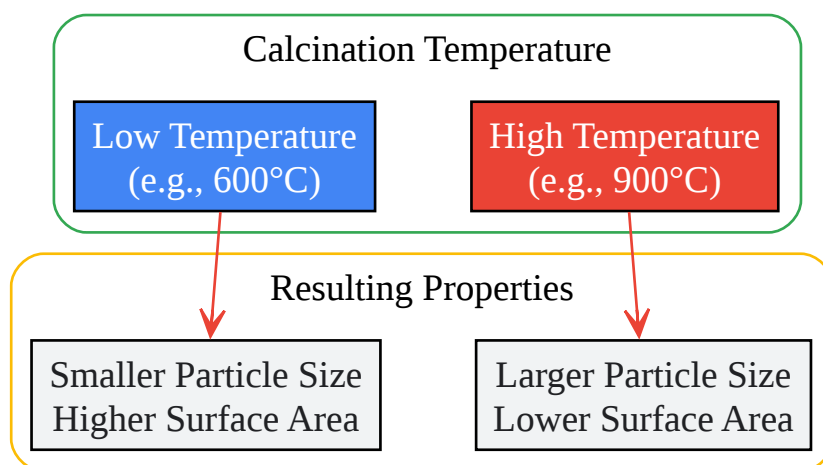 Calcination Temperature
Low Temperature
(e.g., 600°C)
High Temperature
(e.g., 900°C)
Resulting Properties
Smaller Particle Size
Higher Surface Area
Larger Particle Size
Lower Surface Area